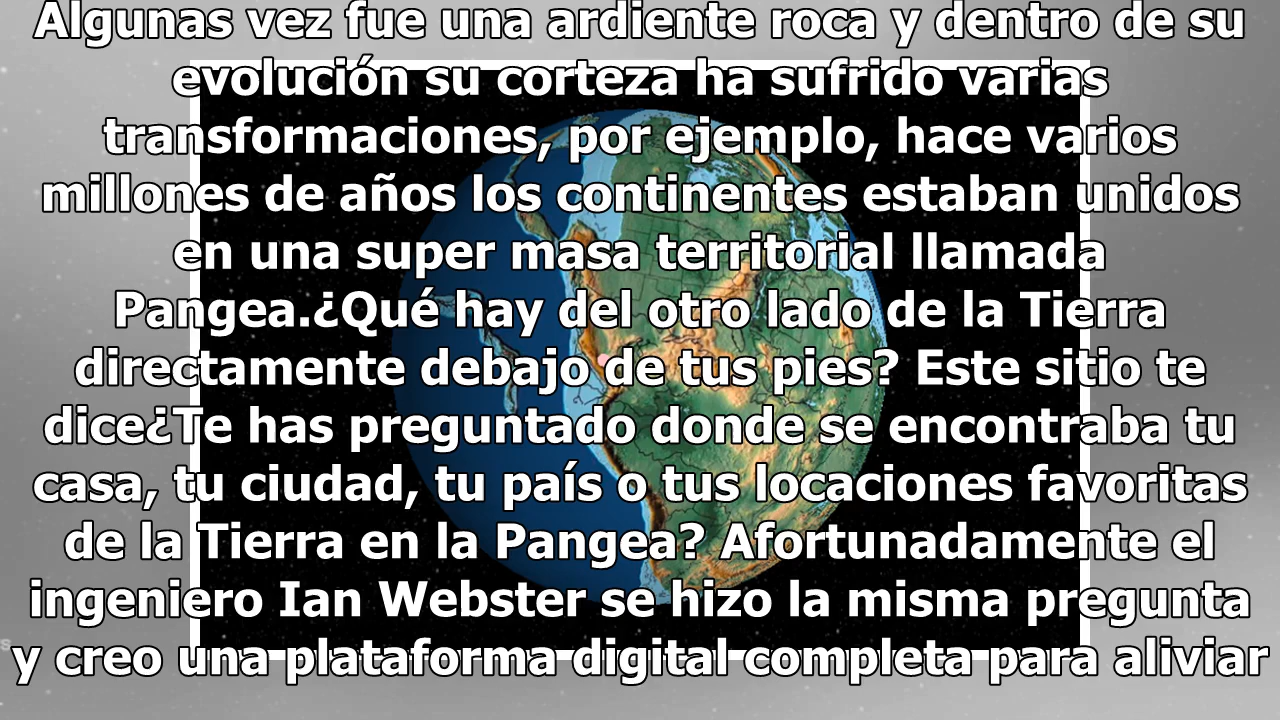 Algunas vez fue una ardiente roca y dentro de su
evolución su corteza ha sufrido varias
transformaciones, por ejemplo, hace varios
millones de años los continentes estaban unidos
en una super masa territorial llamada
Pangea.¿Qué hay del otro lado de la Tierra
directamente debajo de tus pies? Este sitio te
dice¿Te has preguntado donde se encontraba tu
casa, tu ciudad, tu país o tus locaciones favoritas
de la Tierra en la Pangea? Afortunadamente el
ingeniero Ian Webster se hizo la misma pregunta
y creo una plataforma digital completa para aliviar